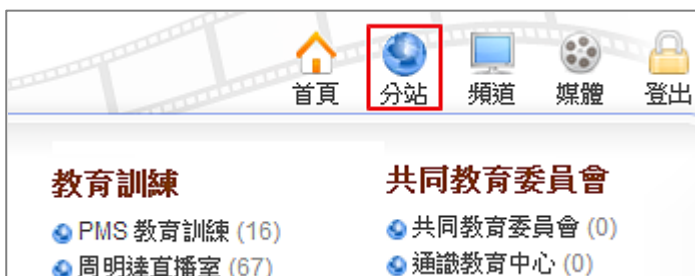 首頁 分站 頻道 媒體 登出
教育訓練 共同教育委員會
PMS 教育訓練 (16) 共同教育委員會 (0)
周明達直播室 (67) 通識教育中心 (0)